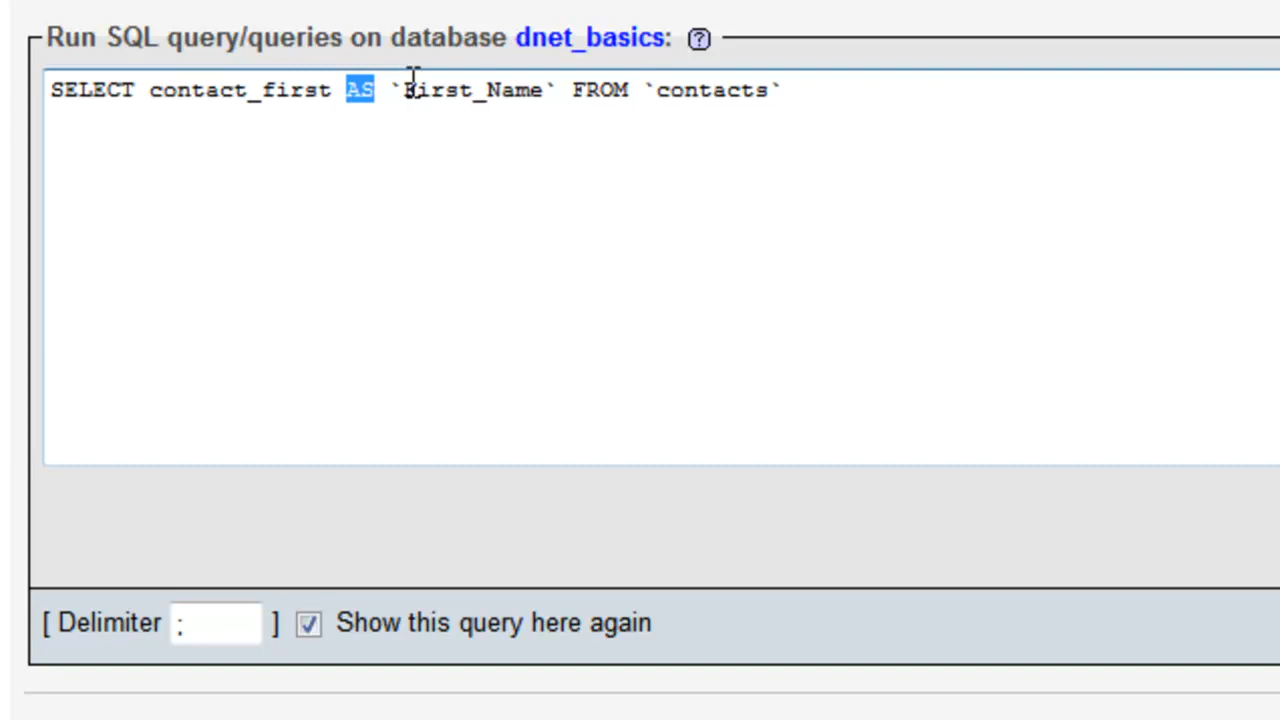 Run SQL query/queries on database dnet_basics: ?
SELECT contact_first AS `First_Name` FROM `contacts`
[ Delimiter ; ] Show this query here again